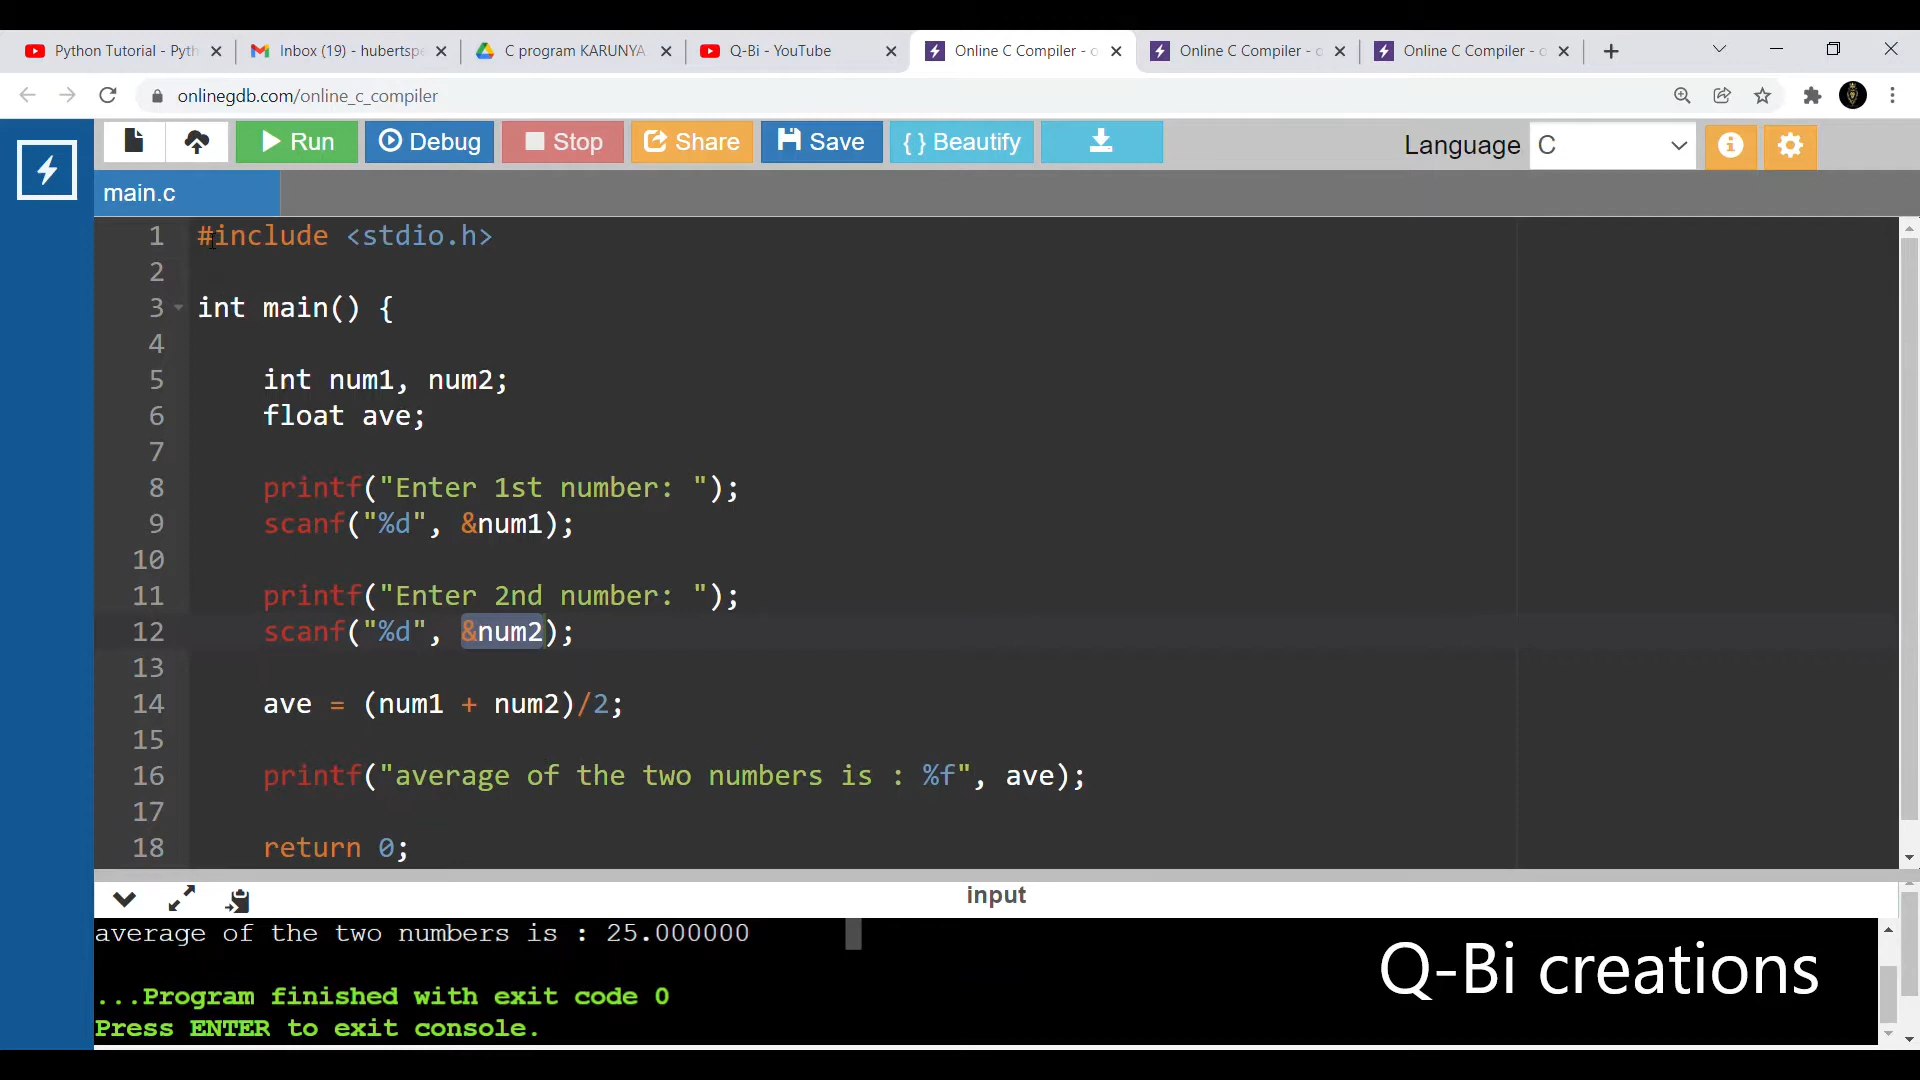 Python Tutorial - Pyth
Inbox (19) - hubertspe
C program KARUNYA
Q-Bi - YouTube
Online C Compiler - o
Online C Compiler - o
Online C Compiler - o
onlinegdb.com/online_c_compiler
Run
Debug
Stop
Share
Save
{ } Beautify
Language C
main.c
1 #include <stdio.h>
2
3 int main() {
4
5 int num1, num2;
6 float ave;
7
8 printf("Enter 1st number: ");
9 scanf("%d", &num1);
10
11 printf("Enter 2nd number: ");
12 scanf("%d", &num2);
13
14 ave = (num1 + num2)/2;
15
16 printf("average of the two numbers is : %f", ave);
17
18 return 0;
input
average of the two numbers is : 25.000000
...Program finished with exit code 0
Press ENTER to exit console.
Q-Bi creations